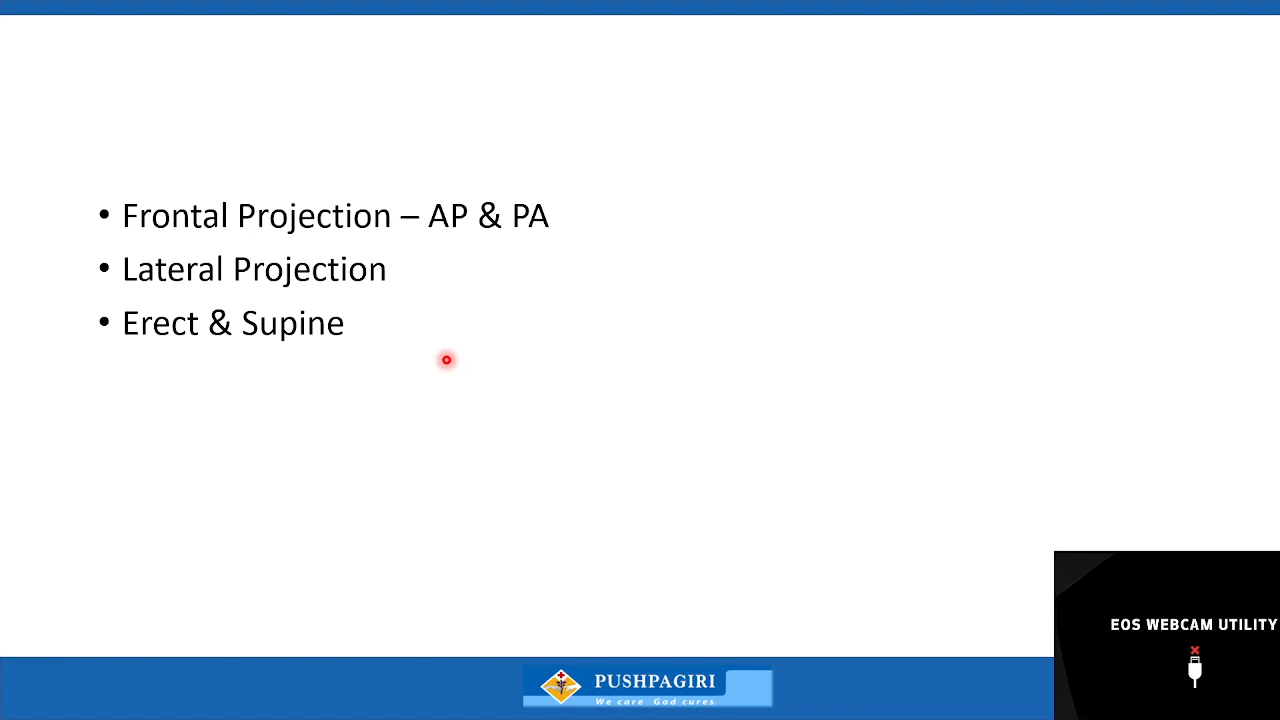 • Frontal Projection – AP & PA
• Lateral Projection
• Erect & Supine
EOS WEBCAM UTILITY
PUSHPAGIRI
We care God cures